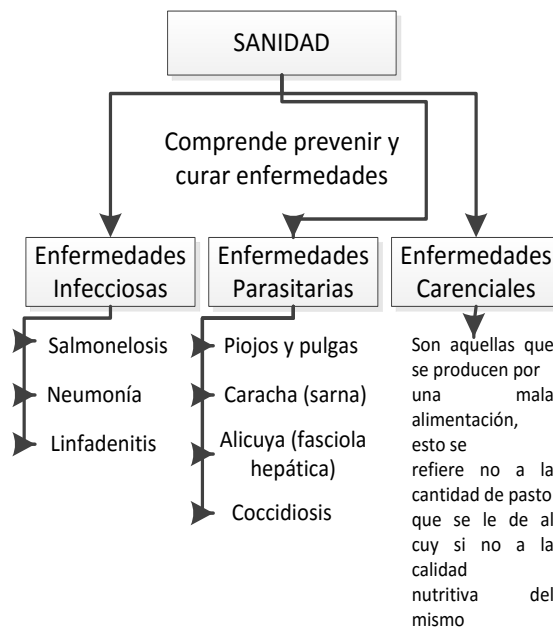 SANIDAD
Comprende prevenir y
curar enfermedades
Enfermedades
Infecciosas
Salmonelosis
Neumonía
Linfadenitis
Enfermedades
Parasitarias
Piojos y pulgas
Caracha (sarna)
Alicuya (fasciola
hepática)
Coccidiosis
Enfermedades
Carenciales
Son aquellas que
se producen por
una mala
alimentación,
esto se
refiere no a la
cantidad de pasto
que se le de al
cuy si no a la
calidad
nutritiva del
mismo